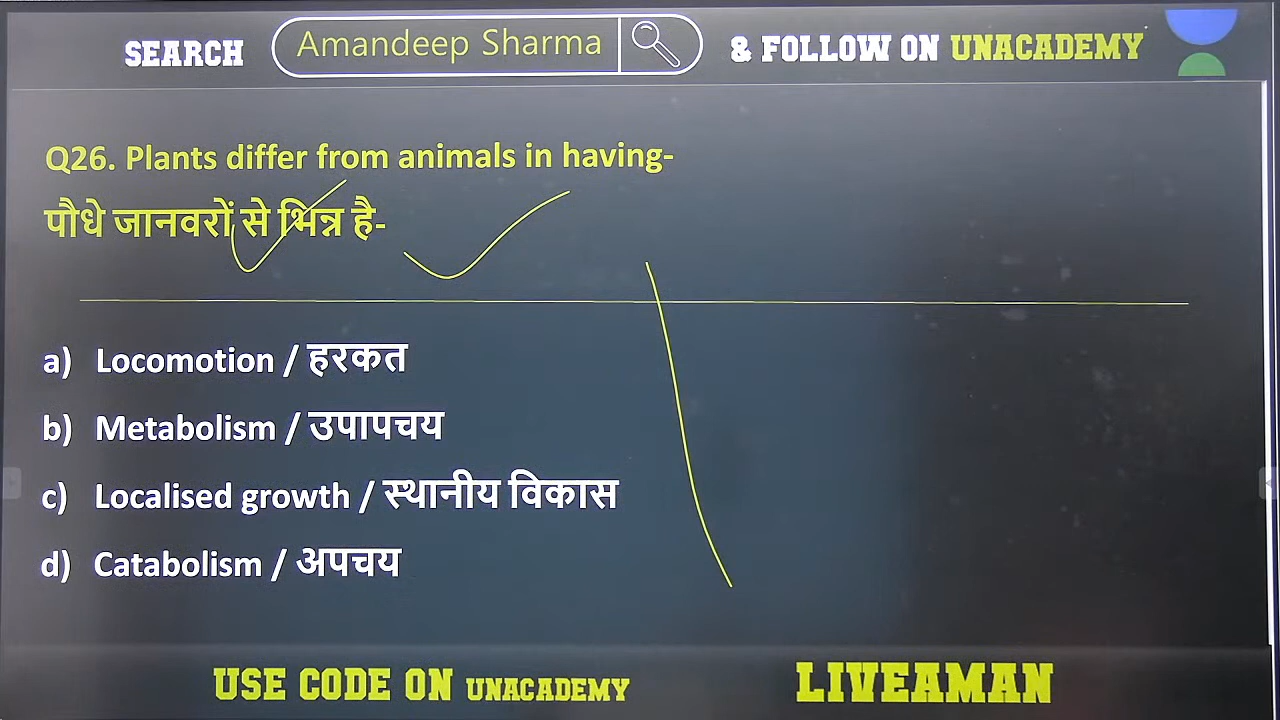 SEARCH Amandeep Sharma & FOLLOW ON UNACADEMY
Q26. Plants differ from animals in having-
पौधे जानवरों से भिन्न है-
a) Locomotion / हरकत
b) Metabolism / उपापचय
c) Localised growth / स्थानीय विकास
d) Catabolism / अपचय
USE CODE ON UNACADEMY LIVEAMAN